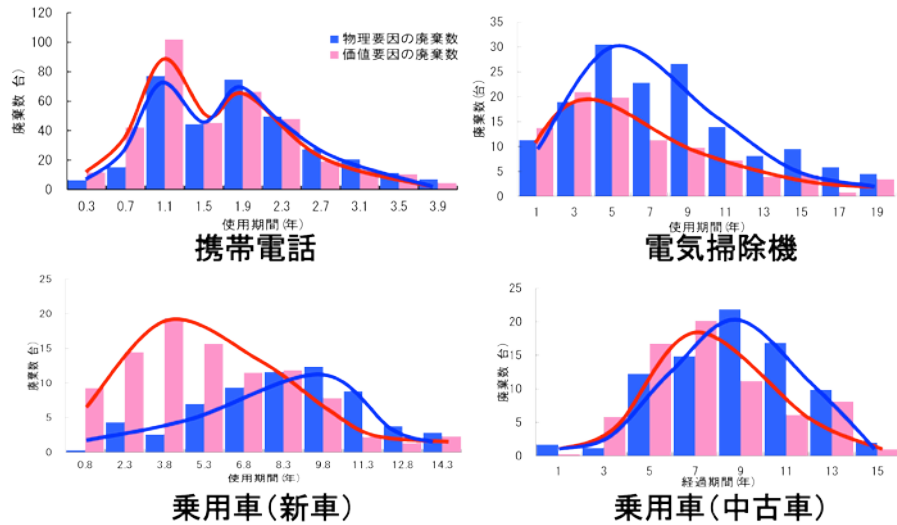 120
100
80
60
40
20
0
廃棄数 台)
物理要因の廃棄数
価値要因の廃棄数
0.3 0.7 1.1 1.5 1.9 2.3 2.7 3.1 3.5 3.9
使用期間(年)
携帯電話
35
30
25
20
15
10
5
0
廃棄数(台)
1 3 5 7 9 11 13 15 17 19
使用期間(年)
電気掃除機
25
20
15
10
5
0
廃棄数 台)
0.8 2.3 3.8 5.3 6.8 8.3 9.8 11.3 12.8 14.3
使用期間(年)
乗用車(新車)
25
20
15
10
5
0
廃棄数 台)
1 3 5 7 9 11 13 15
経過期間(年)
乗用車(中古車)